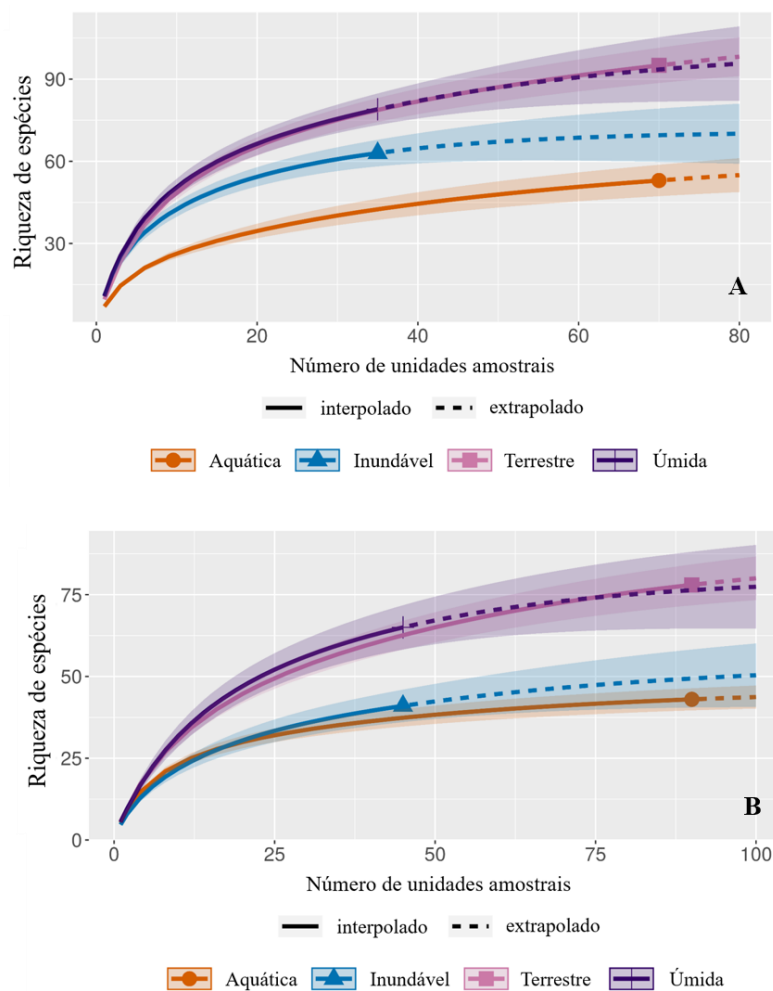 Riqueza de espécies
90
60
30
A
0
20
40
60
80
Número de unidades amostrais
interpolado extrapolado
Aquática Inundável Terrestre Úmida
Riqueza de espécies
75
50
25
0
B
0
25
50
75
100
Número de unidades amostrais
interpolado extrapolado
Aquática Inundável Terrestre Úmida